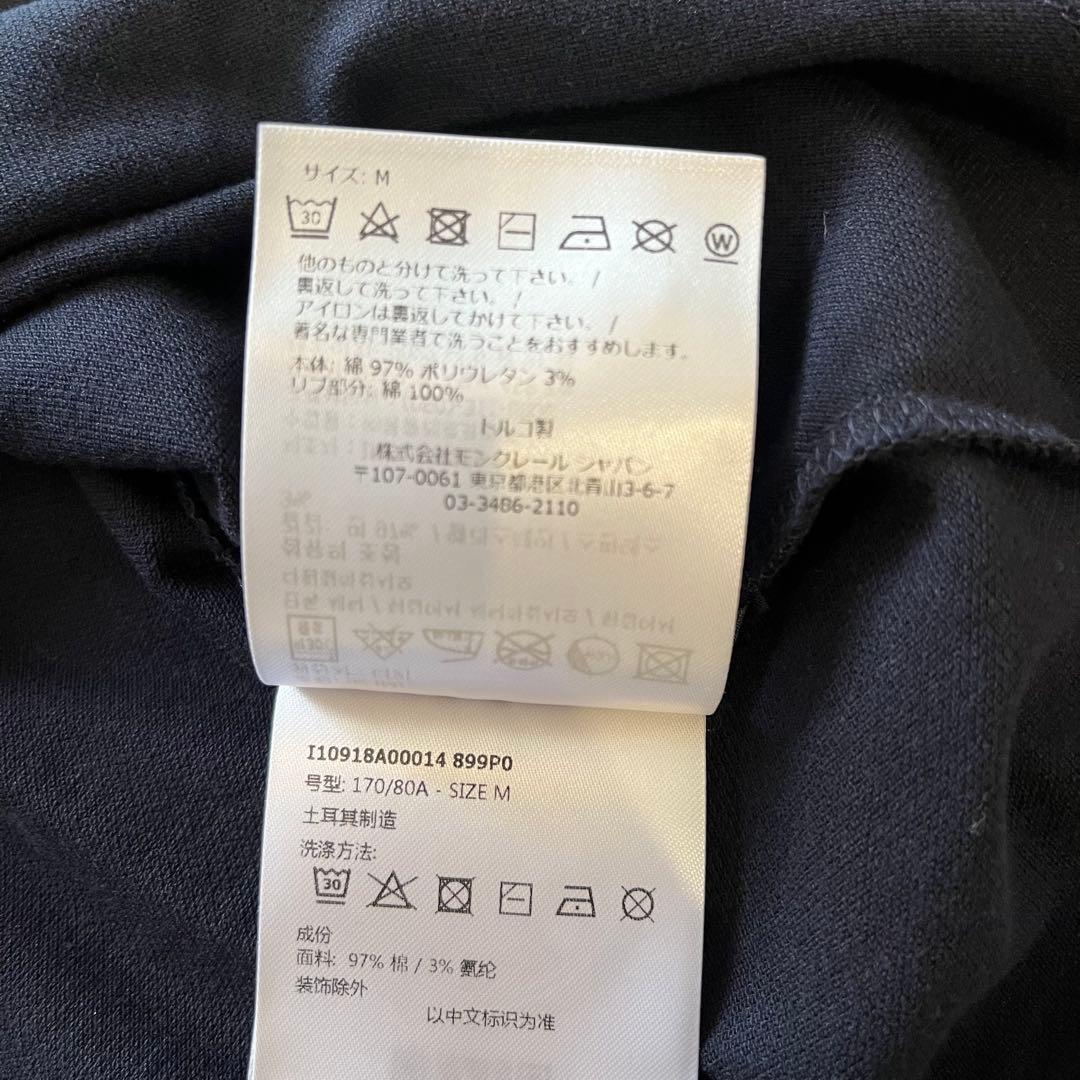 サイズ: M
30
W
他のものと分けて洗って下さい。/
裏返して洗って下さい。/
アイロンは裏返してかけて下さい。/
著名な専門業者で洗うことをおすすめします。
本体: 綿 97% ポリウレタン 3%
リブ部分: 綿 100%
トルコ製
株式会社モンクレール ジャパン
〒107-0061 東京都港区北青山3-6-7
03-3486-2110
I10918A00014 899P0
号型: 170/80A - SIZE M
土耳其制造
洗涤方法:
30
成份
面料: 97% 棉 / 3% 氨纶
装饰除外
以中文标识为准